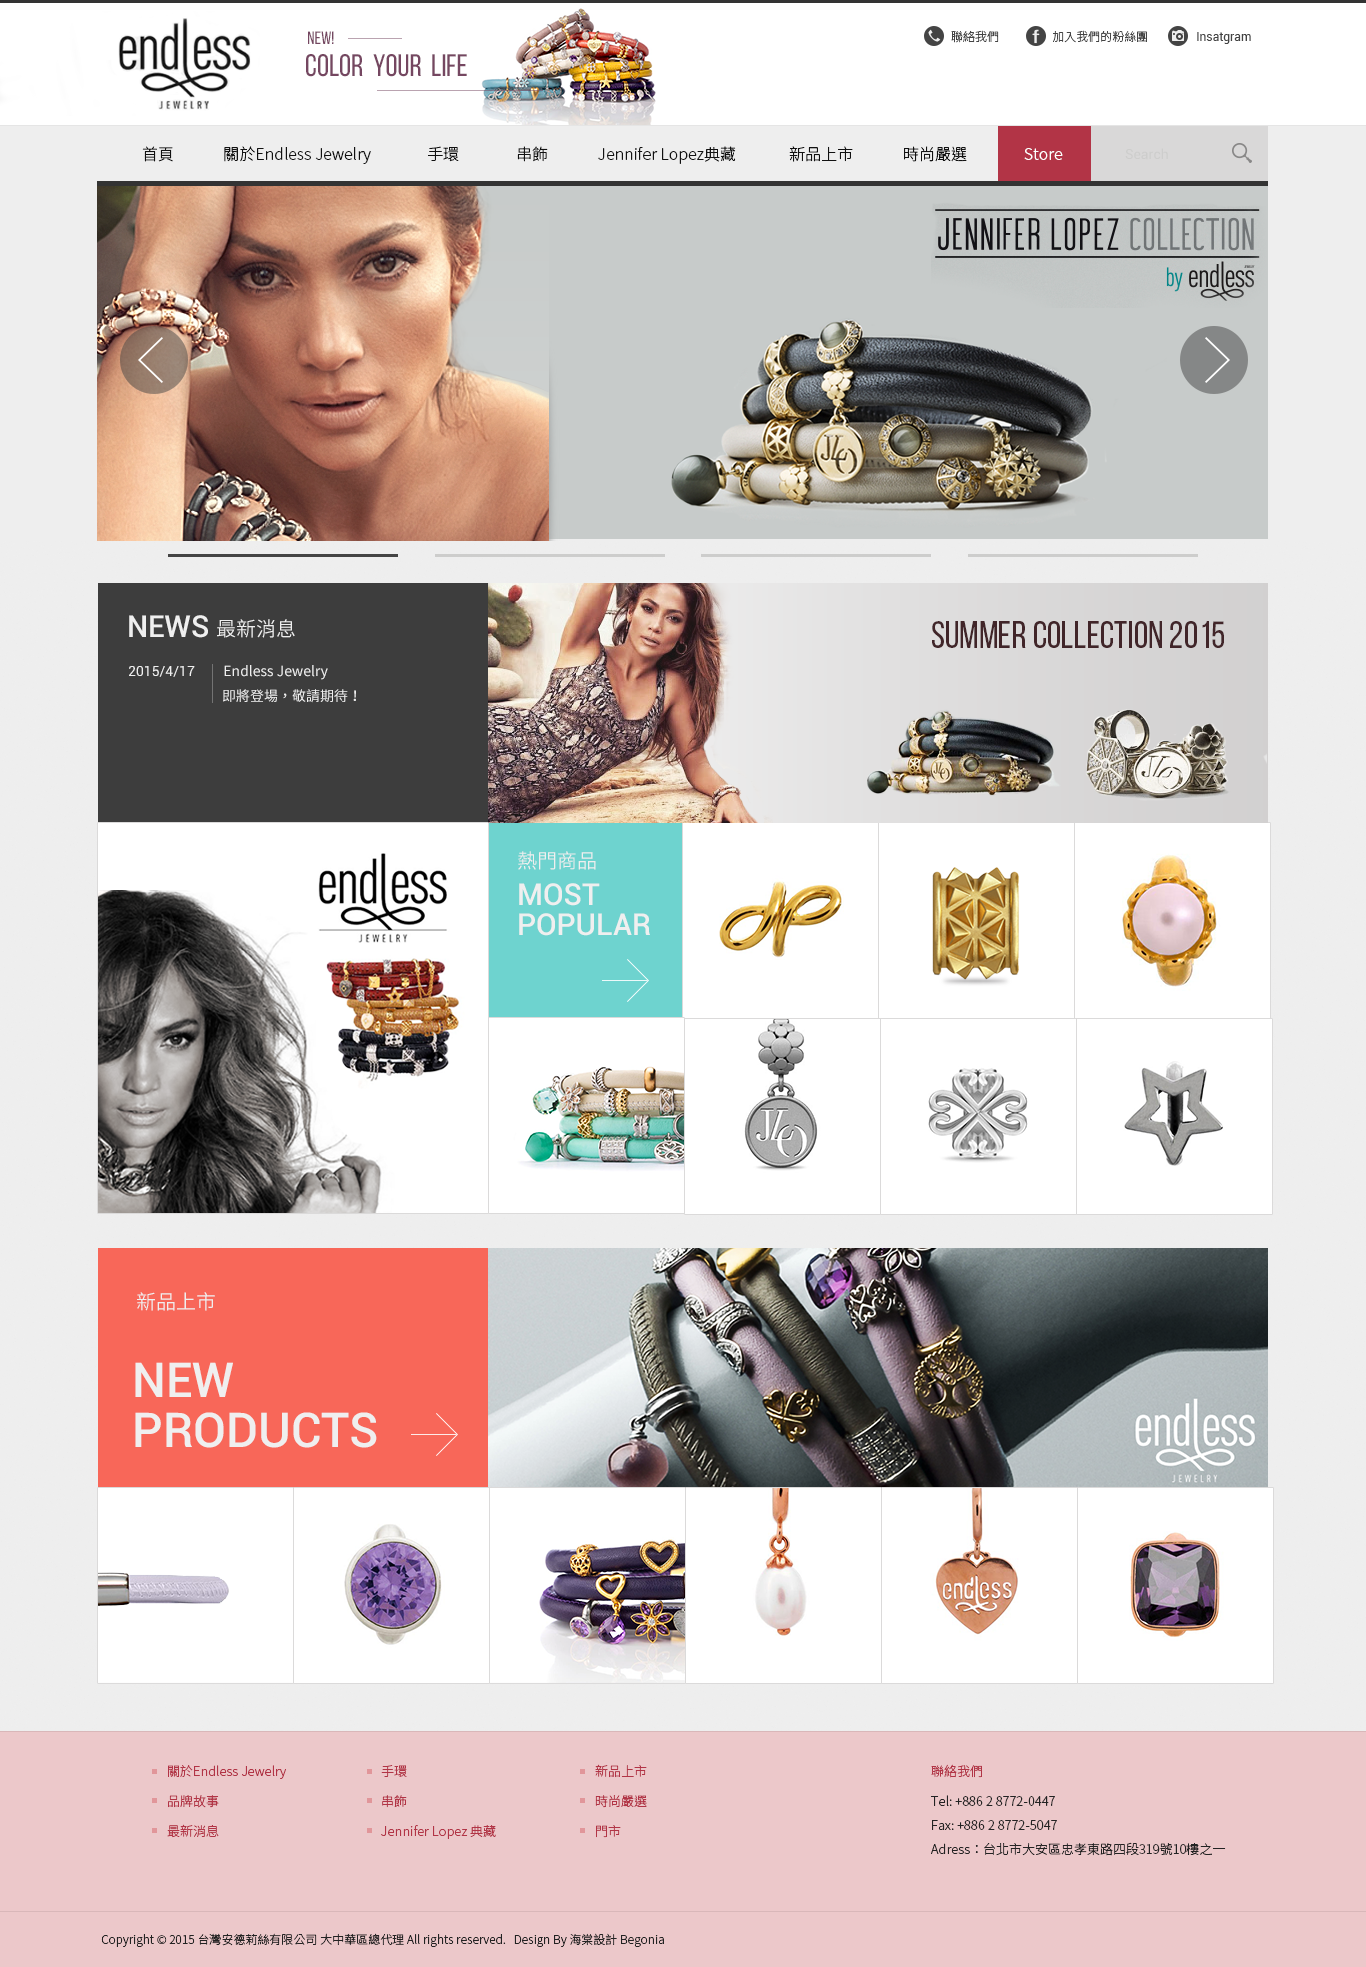 endless
JEWELRY
NEW!
COLOR YOUR LIFE
聯絡我們
加入我們的粉絲團
Insatgram
首頁
關於Endless Jewelry
手環
串飾
Jennifer Lopez典藏
新品上市
時尚嚴選
Store
Search
JENNIFER LOPEZ COLLECTION
by endless
JLO
NEWS 最新消息
2015/4/17
Endless Jewelry
即將登場，敬請期待！
SUMMER COLLECTION 2015
JLO
JLO
endless
JEWELRY
熱門商品
MOST
POPULAR
JLO
新品上市
NEW
PRODUCTS
endless
JEWELRY
endless
關於Endless Jewelry
品牌故事
最新消息
手環
串飾
Jennifer Lopez 典藏
新品上市
時尚嚴選
門市
聯絡我們
Tel: +886 2 8772-0447
Fax: +886 2 8772-5047
Adress：台北市大安區忠孝東路四段319號10樓之一
Copyright © 2015 台灣安德莉絲有限公司 大中華區總代理 All rights reserved. Design By 海棠設計 Begonia